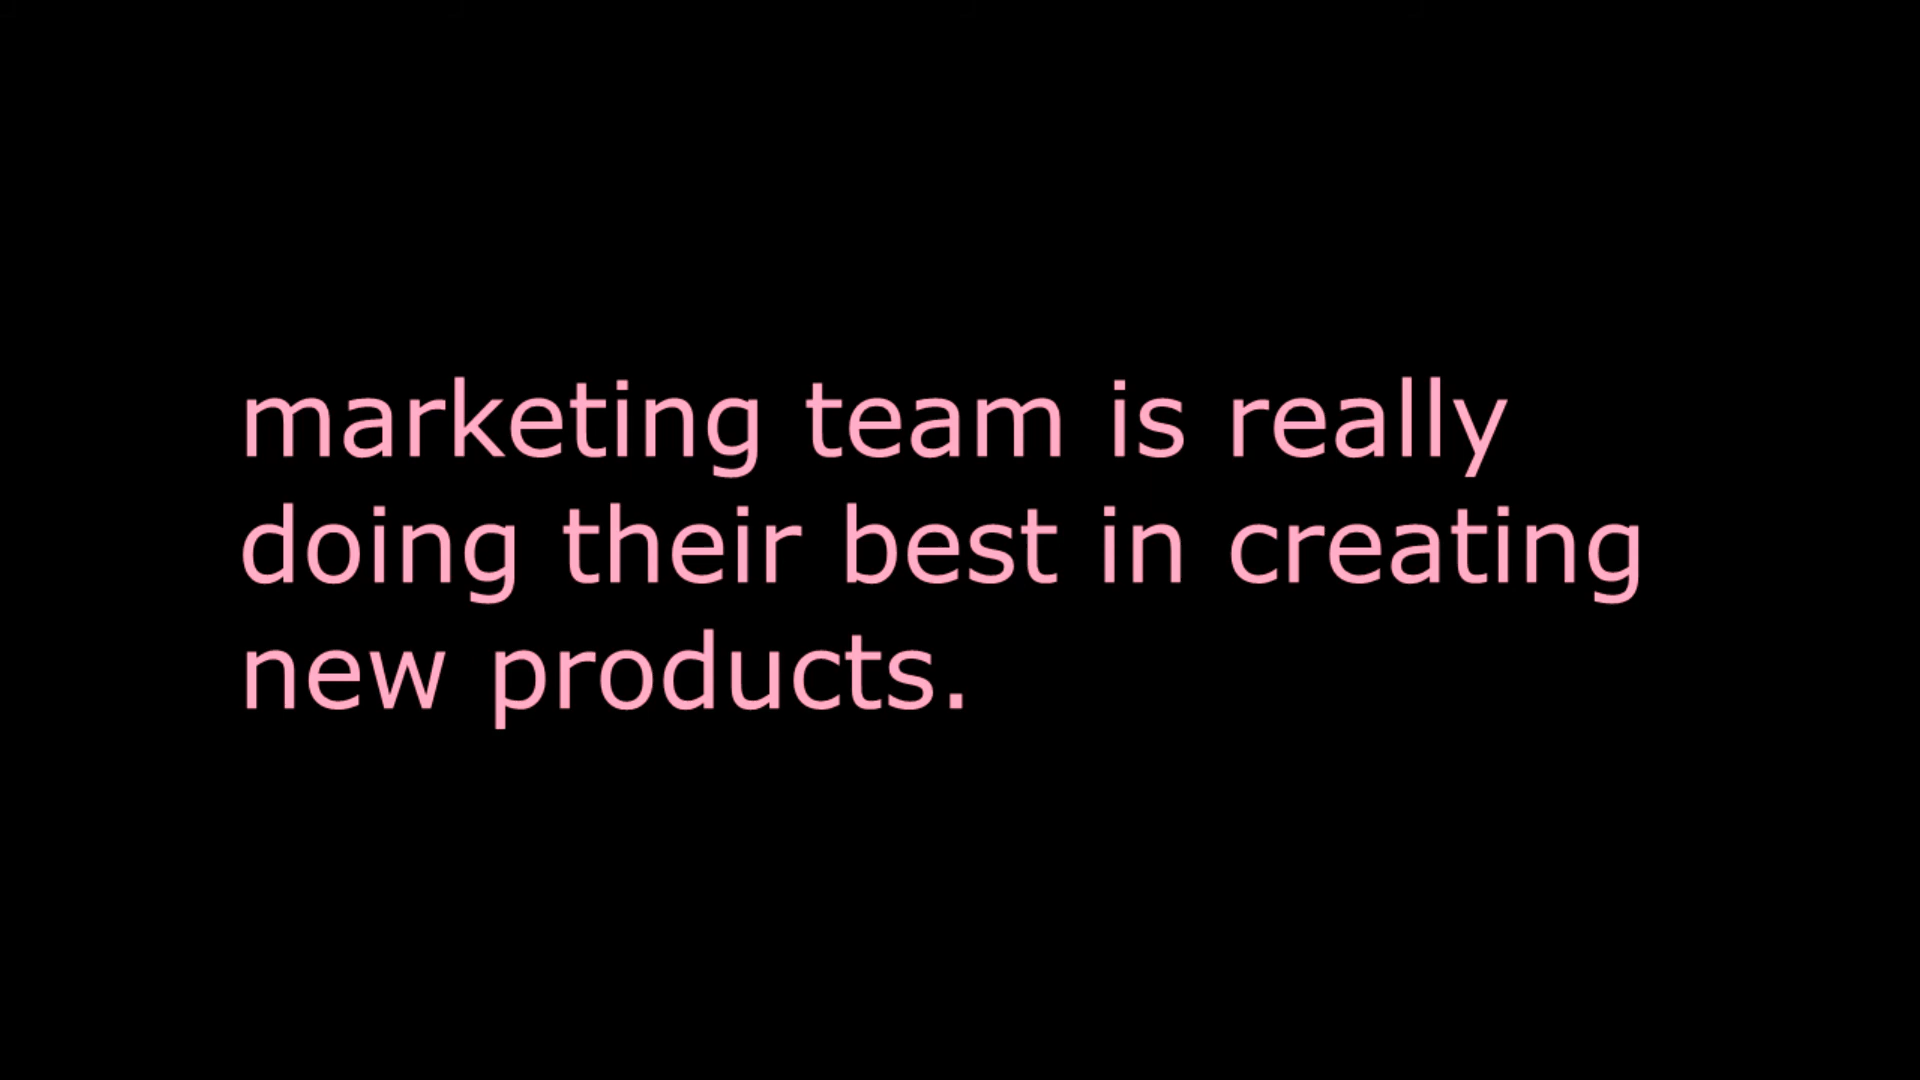 marketing team is really
doing their best in creating
new products.